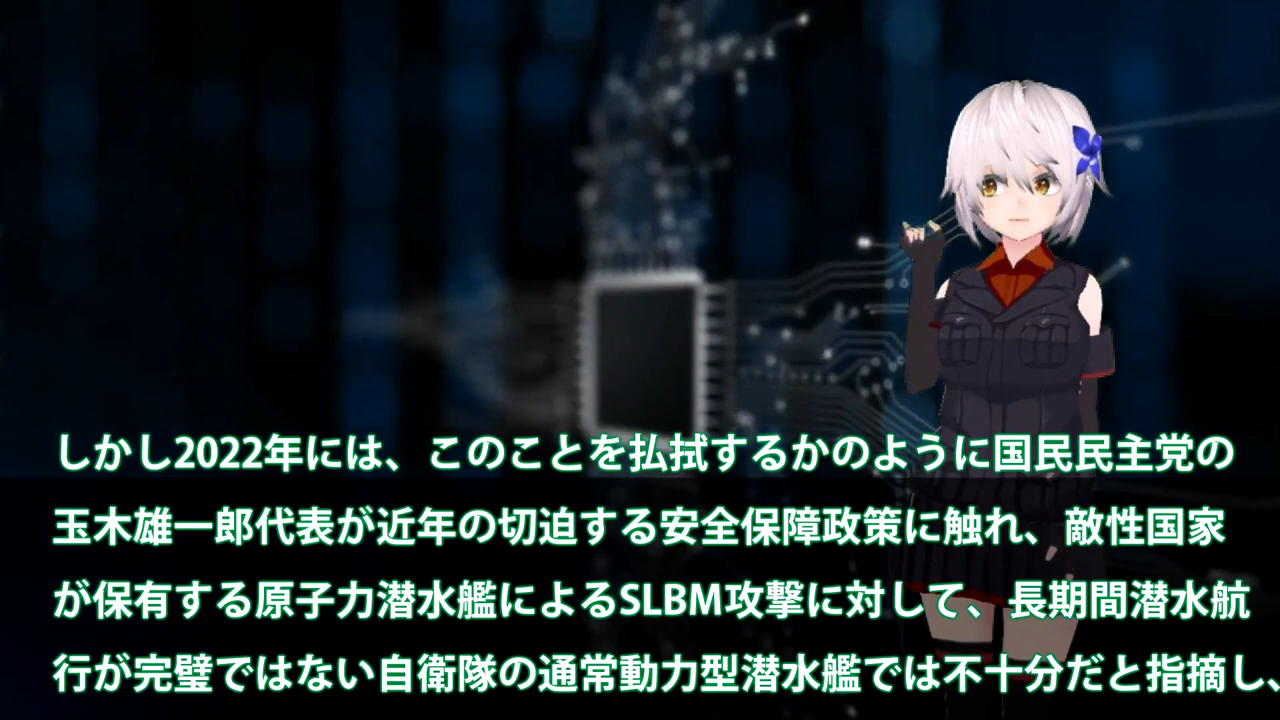 しかし2022年には、このことを払拭するかのように国民民主党の
玉木雄一郎代表が近年の切迫する安全保障政策に触れ、敵性国家
が保有する原子力潜水艦によるSLBM攻撃に対して、長期間潜水航
行が完璧ではない自衛隊の通常動力型潜水艦では不十分だと指摘し、